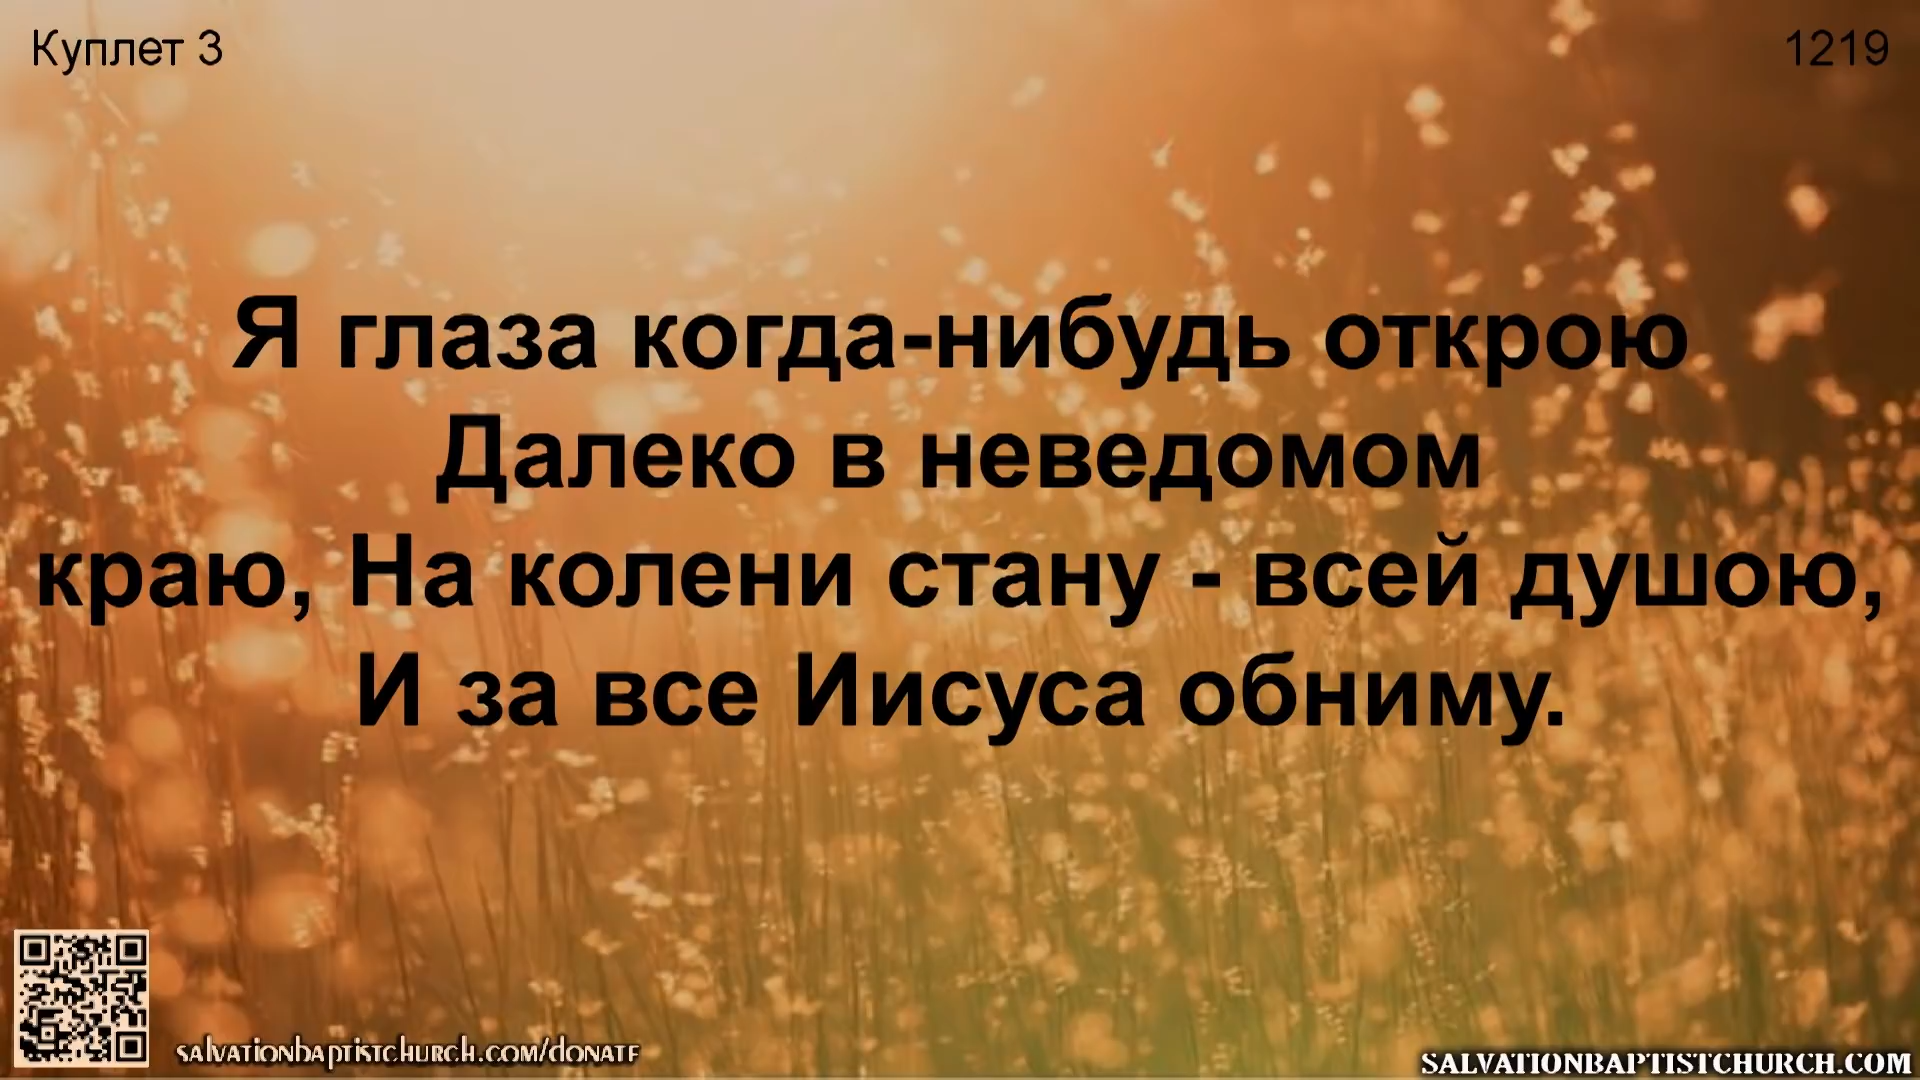 Куплет 3
1219
Я глаза когда-нибудь открою
Далеко в неведомом
краю, На колени стану - всей душою,
И за все Иисуса обниму.
salvationbaptistchurch.com/donate
SALVATIONBAPTISTCHURCH.COM